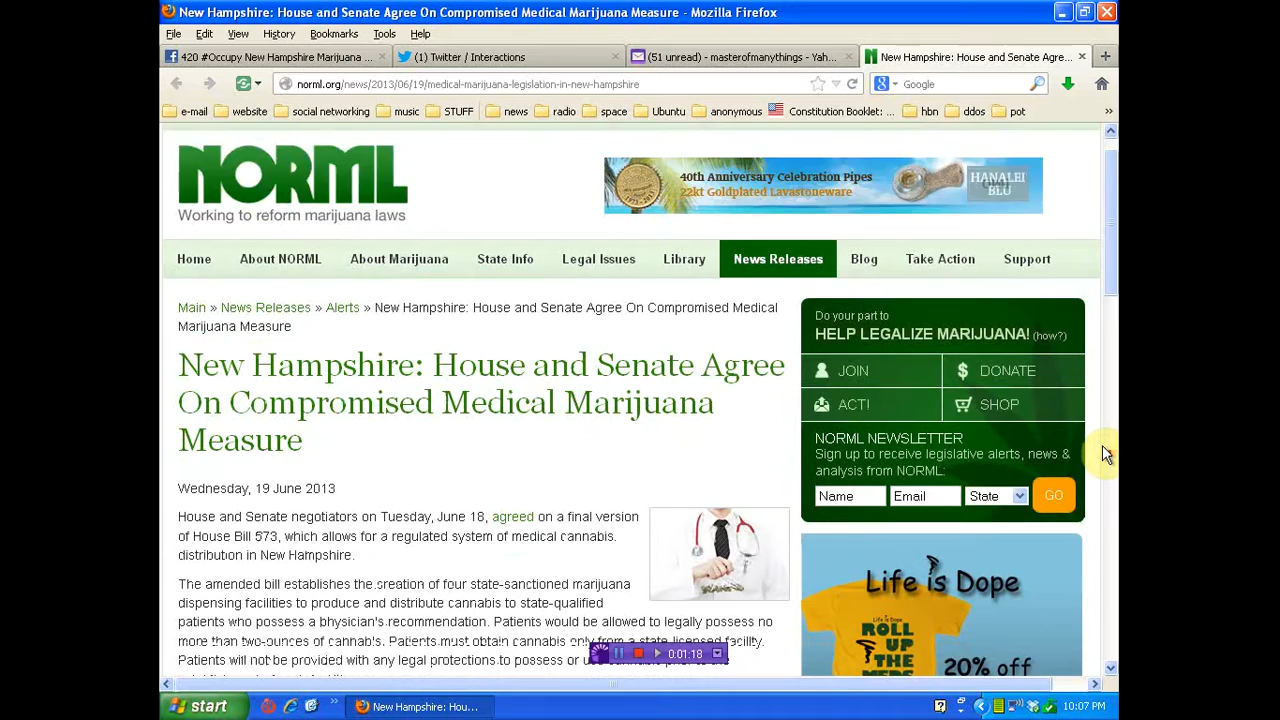 New Hampshire: House and Senate Agree On Compromised Medical Marijuana Measure - Mozilla Firefox
File Edit View History Bookmarks Tools Help
420 #Occupy New Hampshire Marijuana ...
(1) Twitter / Interactions
(51 unread) - masterofmanythings - Yah...
New Hampshire: House and Senate Agre...
norml.org/news/2013/06/19/medical-marijuana-legislation-in-new-hampshire
Google
e-mail website social networking music STUFF news radio space Ubuntu anonymous Constitution Booklet: ... hbn ddos pot
NORML
Working to reform marijuana laws
40th Anniversary Celebration Pipes
22kt Goldplated Lavastoneware
HANALEI
BLU
Home About NORML About Marijuana State Info Legal Issues Library News Releases Blog Take Action Support
Main » News Releases » Alerts » New Hampshire: House and Senate Agree On Compromised Medical
Marijuana Measure
New Hampshire: House and Senate Agree
On Compromised Medical Marijuana
Measure
Wednesday, 19 June 2013
House and Senate negotiators on Tuesday, June 18, agreed on a final version
of House Bill 573, which allows for a regulated system of medical cannabis.
distribution in New Hampshire.
The amended bill establishes the creation of four state-sanctioned marijuana
dispensing facilities to produce and distribute cannabis to state-qualified
patients who possess a physician's recommendation. Patients would be allowed to legally possess no
more than two-ounces of cannabis. Patients must obtain cannabis only from a state licensed facility.
Patients will not be provided with any legal protections to possess or
Do your part to
HELP LEGALIZE MARIJUANA! (how?)
JOIN
DONATE
ACT!
SHOP
NORML NEWSLETTER
Sign up to receive legislative alerts, news &
analysis from NORML:
Name Email State GO
Life is Dope
Life is Dope
ROLL
UP
THE
20% off
0:01:18
start
New Hampshire: Hou...
10:07 PM